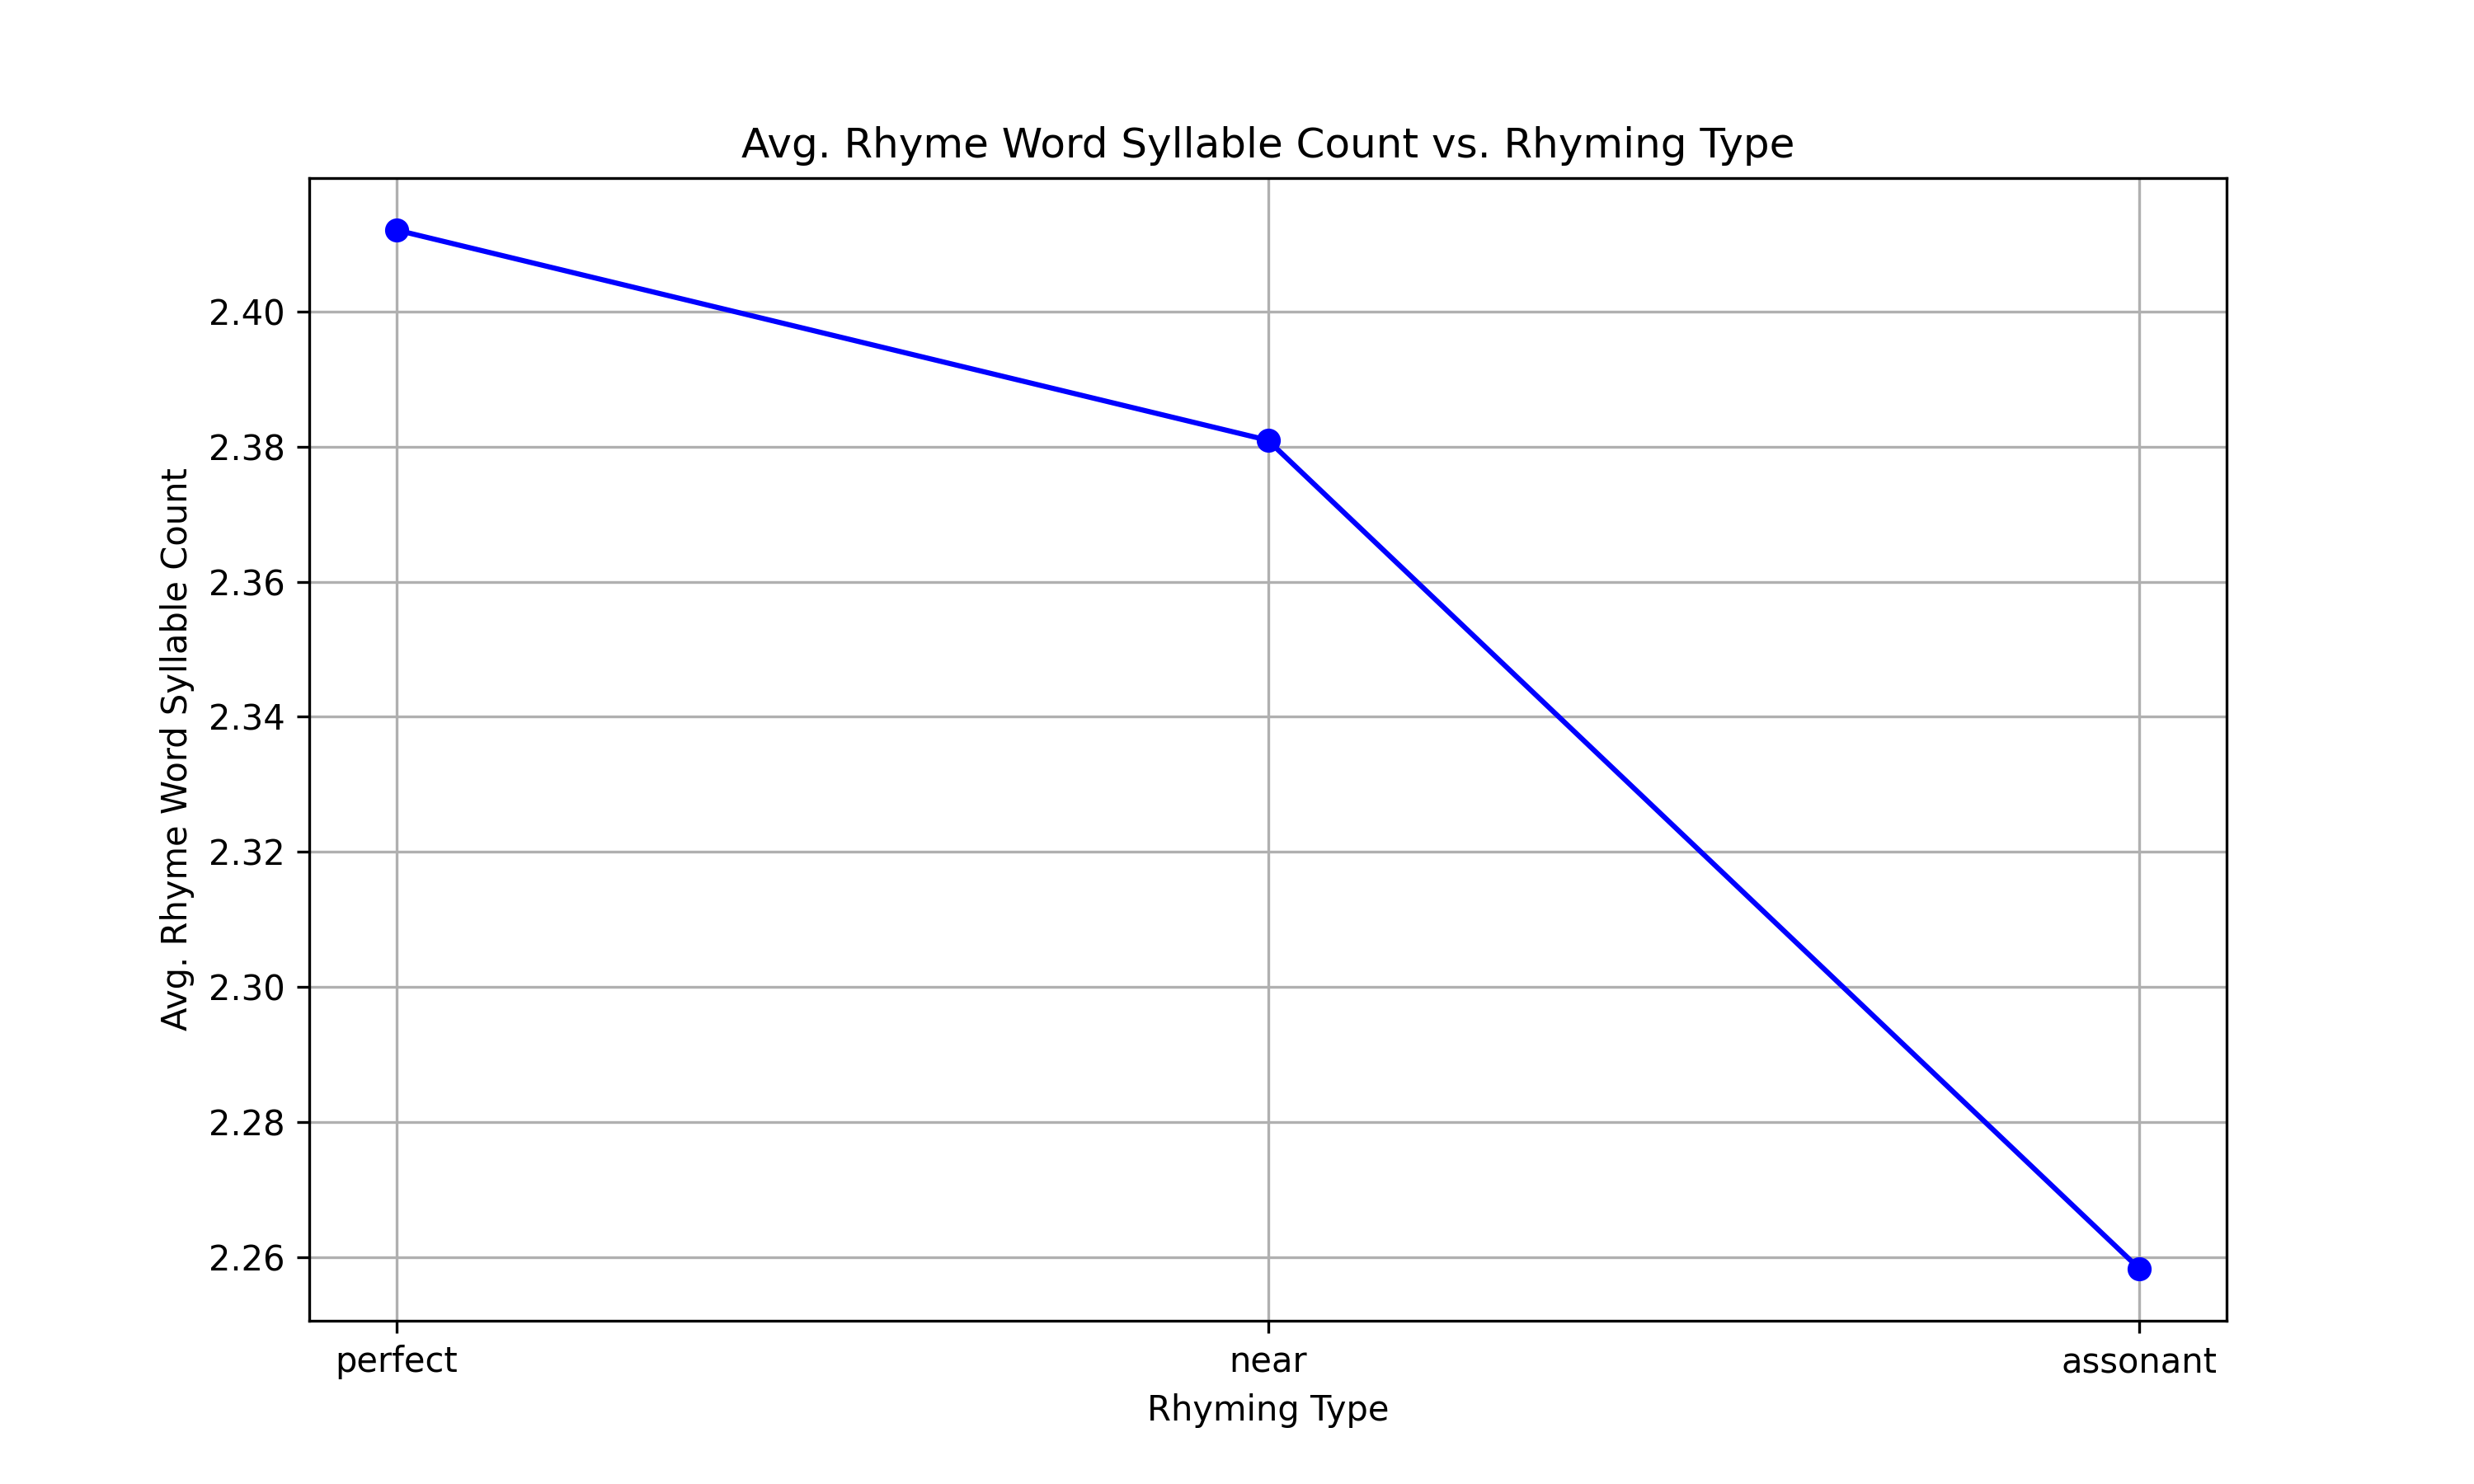 Avg. Rhyme Word Syllable Count vs. Rhyming Type
Avg. Rhyme Word Syllable Count
2.40
2.38
2.36
2.34
2.32
2.30
2.28
2.26
perfect near assonant
Rhyming Type